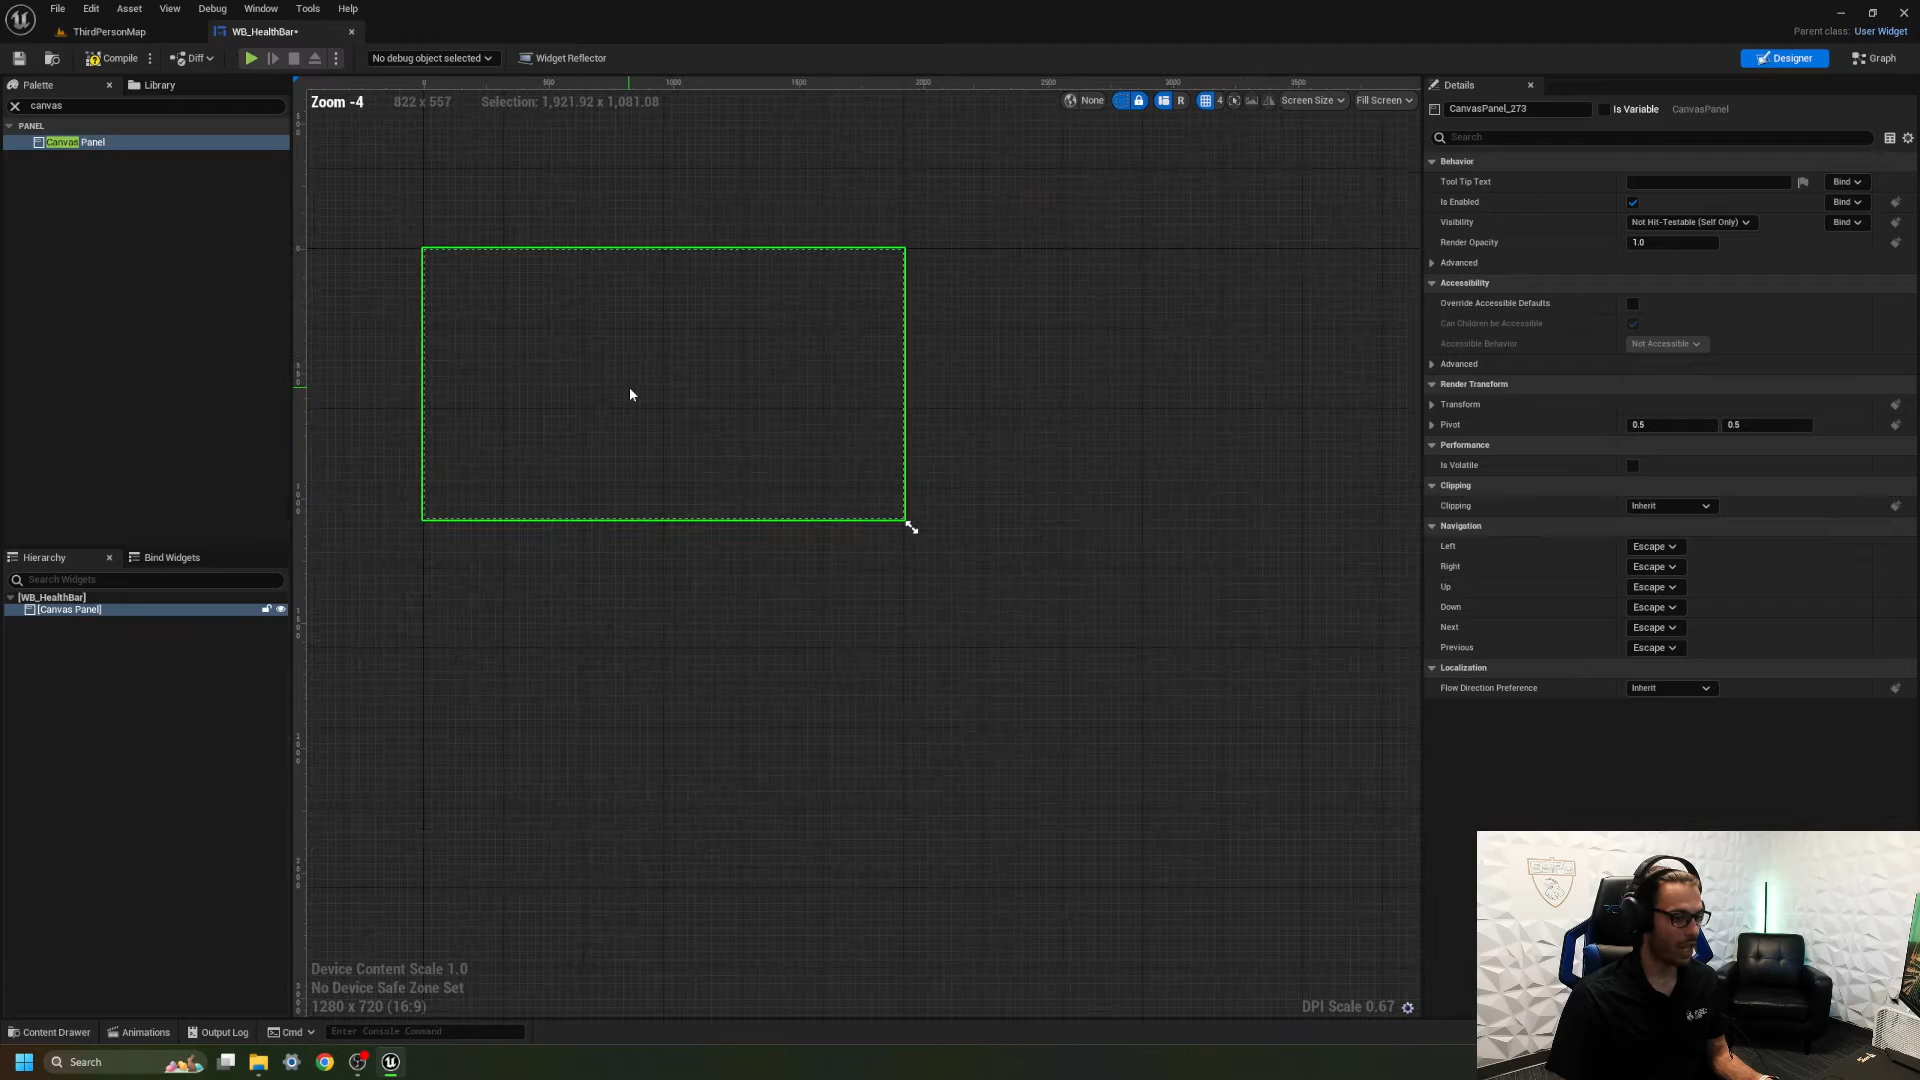 File Edit Asset View Debug Window Tools Help
ThirdPersonMap
WB_HealthBar•
Parent class: User Widget
Compile
Diff
No debug object selected
Widget Reflector
Designer
Graph
Palette
Library
canvas
PANEL
Canvas Panel
Zoom -4
822 x 557
Selection: 1,921.92 x 1,081.08
0 500 1000 1500 2000 2500 3000 3500
None
R
4
Screen Size
Fill Screen
Hierarchy
Bind Widgets
Search Widgets
[WB_HealthBar]
[Canvas Panel]
Device Content Scale 1.0
No Device Safe Zone Set
1280 x 720 (16:9)
DPI Scale 0.67
Details
CanvasPanel_273
Is Variable
CanvasPanel
Search
Behavior
Tool Tip Text
Bind
Is Enabled
Bind
Visibility
Not Hit-Testable (Self Only)
Bind
Render Opacity
1.0
Advanced
Accessibility
Override Accessible Defaults
Can Children be Accessible
Accessible Behavior
Not Accessible
Advanced
Render Transform
Transform
Pivot
0.5 0.5
Performance
Is Volatile
Clipping
Clipping
Inherit
Navigation
Left
Escape
Right
Escape
Up
Escape
Down
Escape
Next
Escape
Previous
Escape
Localization
Flow Direction Preference
Inherit
Content Drawer
Animations
Output Log
Cmd
Enter Console Command
Search